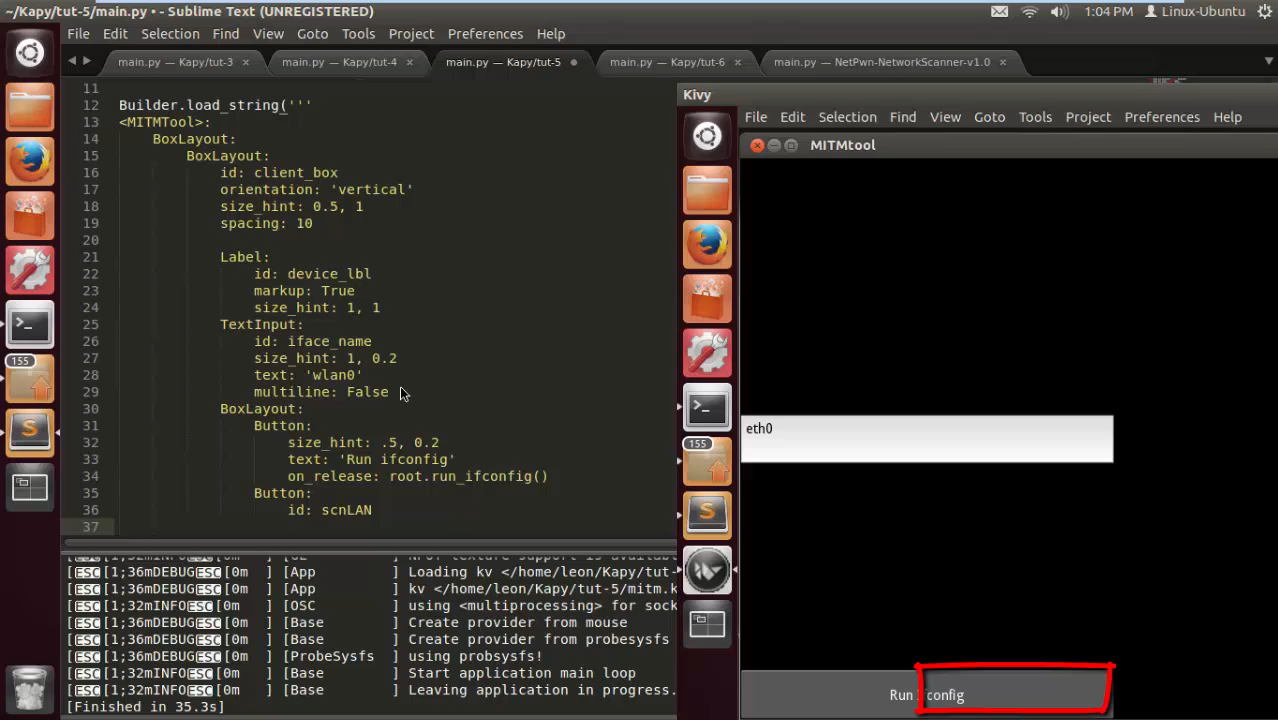 ~/Kapy/tut-5/main.py • - Sublime Text (UNREGISTERED)
1:04 PM
Linux-Ubuntu
File Edit Selection Find View Goto Tools Project Preferences Help
main.py — Kapy/tut-3 × main.py — Kapy/tut-4 × main.py — Kapy/tut-5 main.py — Kapy/tut-6 × main.py — NetPwn-NetworkScanner-v1.0 ×
11
12 Builder.load_string('''
13 <MITMTool>:
14 BoxLayout:
15 BoxLayout:
16 id: client_box
17 orientation: 'vertical'
18 size_hint: 0.5, 1
19 spacing: 10
20
21 Label:
22 id: device_lbl
23 markup: True
24 size_hint: 1, 1
25 TextInput:
26 id: iface_name
27 size_hint: 1, 0.2
28 text: 'wlan0'
29 multiline: False
30 BoxLayout:
31 Button:
32 size_hint: .5, 0.2
33 text: 'Run ifconfig'
34 on_release: root.run_ifconfig()
35 Button:
36 id: scnLAN
37
[ESC[1;36mDEBUGESC[0m ] [App ] Loading kv </home/leon/Kapy/tut-
[ESC[1;36mDEBUGESC[0m ] [App ] kv </home/leon/Kapy/tut-5/mitm.k
[ESC[1;32mINFOESC[0m ] [OSC ] using <multiprocessing> for sock
[ESC[1;36mDEBUGESC[0m ] [Base ] Create provider from mouse
[ESC[1;36mDEBUGESC[0m ] [Base ] Create provider from probesysfs
[ESC[1;36mDEBUGESC[0m ] [ProbeSysfs ] using probsysfs!
[ESC[1;32mINFOESC[0m ] [Base ] Start application main loop
[ESC[1;32mINFOESC[0m ] [Base ] Leaving application in progress.
[Finished in 35.3s]
155
Kivy
File Edit Selection Find View Goto Tools Project Preferences Help
MITMtool
155
eth0
Run ifconfig